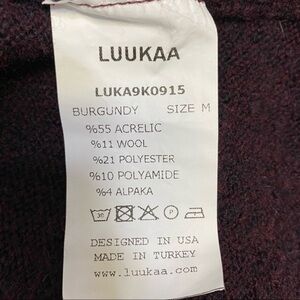 LUUKAA
LUKA9K0915
BURGUNDY SIZE M
%55 ACRELIC
%11 WOOL
%21 POLYESTER
%10 POLYAMIDE
%4 ALPAKA
30 P
DESIGNED IN USA
MADE IN TURKEY
www.luukaa.com